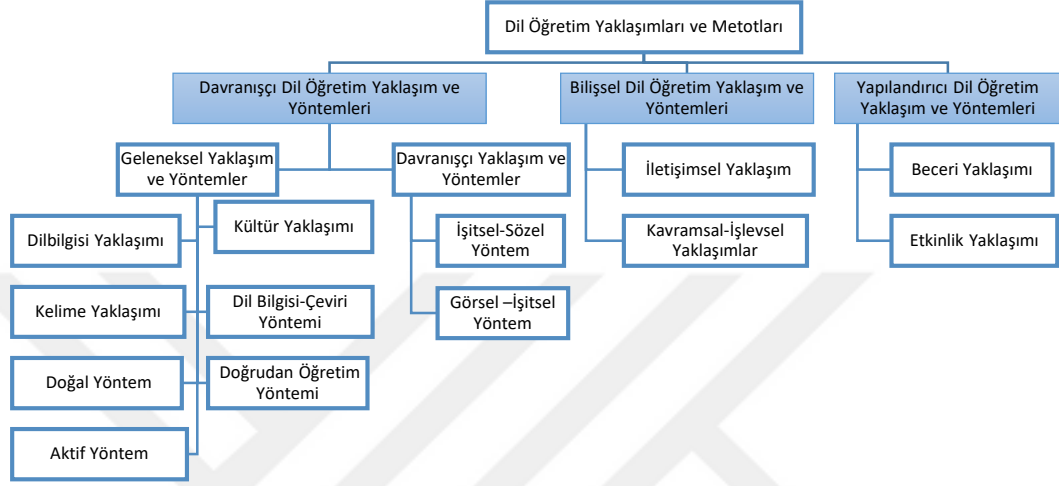 Dil Öğretim Yaklaşımları ve Metotları
Davranışçı Dil Öğretim Yaklaşım ve
Yöntemleri
Bilişsel Dil Öğretim Yaklaşım ve
Yöntemleri
Yapılandırıcı Dil Öğretim
Yaklaşım ve Yöntemleri
Geleneksel Yaklaşım
ve Yöntemler
Davranışçı Yaklaşım ve
Yöntemler
İletişimsel Yaklaşım
Beceri Yaklaşımı
Dilbilgisi Yaklaşımı
Kültür Yaklaşımı
İşitsel-Sözel
Yöntem
Kavramsal-İşlevsel
Yaklaşımlar
Etkinlik Yaklaşımı
Kelime Yaklaşımı
Dil Bilgisi-Çeviri
Yöntemi
Görsel –İşitsel
Yöntem
Doğal Yöntem
Doğrudan Öğretim
Yöntemi
Aktif Yöntem